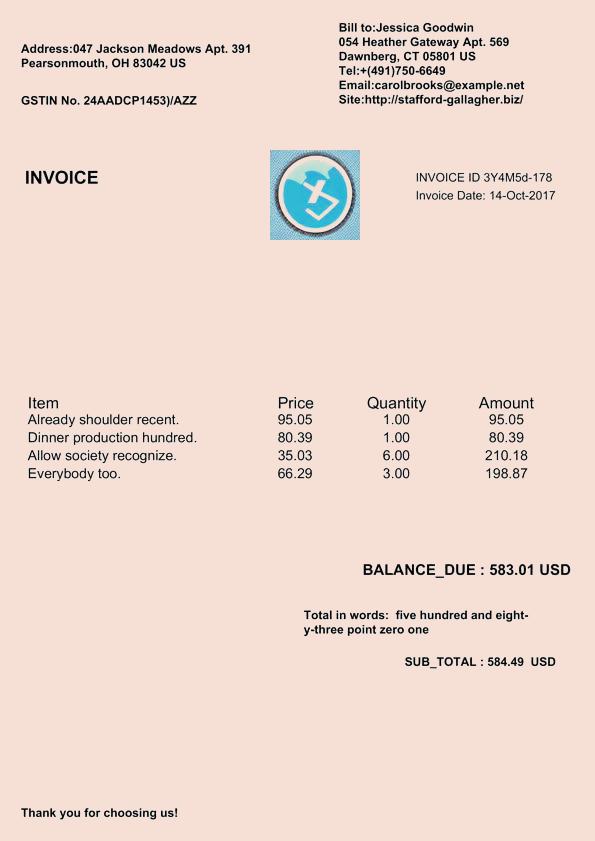 Address:047 Jackson Meadows Apt. 391
Pearsonmouth, OH 83042 US
GSTIN No. 24AADCP1453)/AZZ
Bill to:Jessica Goodwin
054 Heather Gateway Apt. 569
Dawnberg, CT 05801 US
Tel:+(491)750-6649
Email:carolbrooks@example.net
Site:http://stafford-gallagher.biz/
INVOICE
INVOICE ID 3Y4M5d-178
Invoice Date: 14-Oct-2017
Item Price Quantity Amount
Already shoulder recent. 95.05 1.00 95.05
Dinner production hundred. 80.39 1.00 80.39
Allow society recognize. 35.03 6.00 210.18
Everybody too. 66.29 3.00 198.87
BALANCE_DUE : 583.01 USD
Total in words: five hundred and eight-
y-three point zero one
SUB_TOTAL : 584.49 USD
Thank you for choosing us!